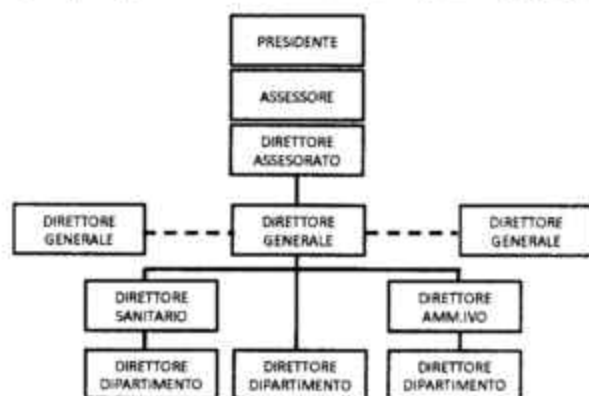 PRESIDENTE
ASSESSORE
DIRETTORE
ASSESORATO
DIRETTORE
GENERALE
DIRETTORE
GENERALE
DIRETTORE
GENERALE
DIRETTORE
SANITARIO
DIRETTORE
AMM.IVO
DIRETTORE
DIPARTIMENTO
DIRETTORE
DIPARTIMENTO
DIRETTORE
DIPARTIMENTO